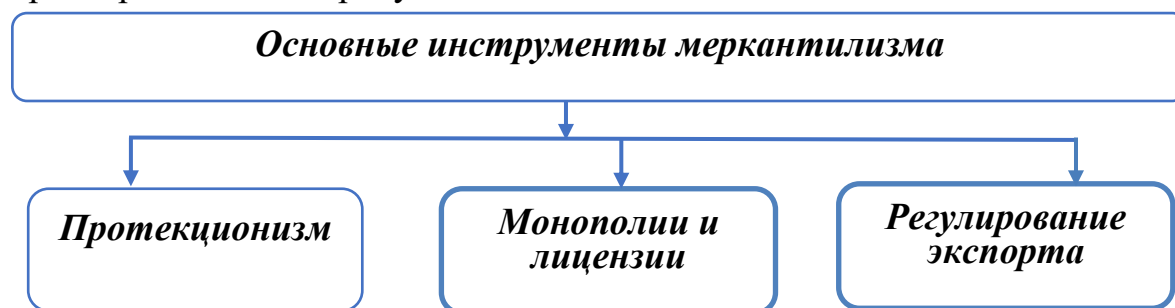 Основные инструменты меркантилизма
Протекционизм
Монополии и
лицензии
Регулирование
экспорта